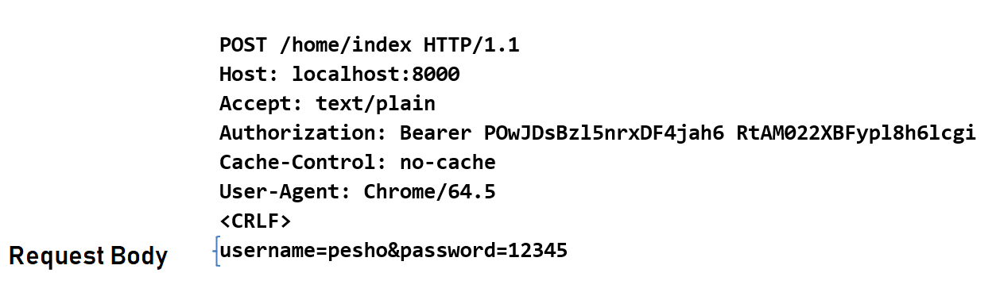 POST /home/index HTTP/1.1
Host: localhost:8000
Accept: text/plain
Authorization: Bearer POwJDsBzl5nrxDF4jah6 RtAM022XBFypl8h6lcgi
Cache-Control: no-cache
User-Agent: Chrome/64.5
<CRLF>
Request Body username=pesho&password=12345